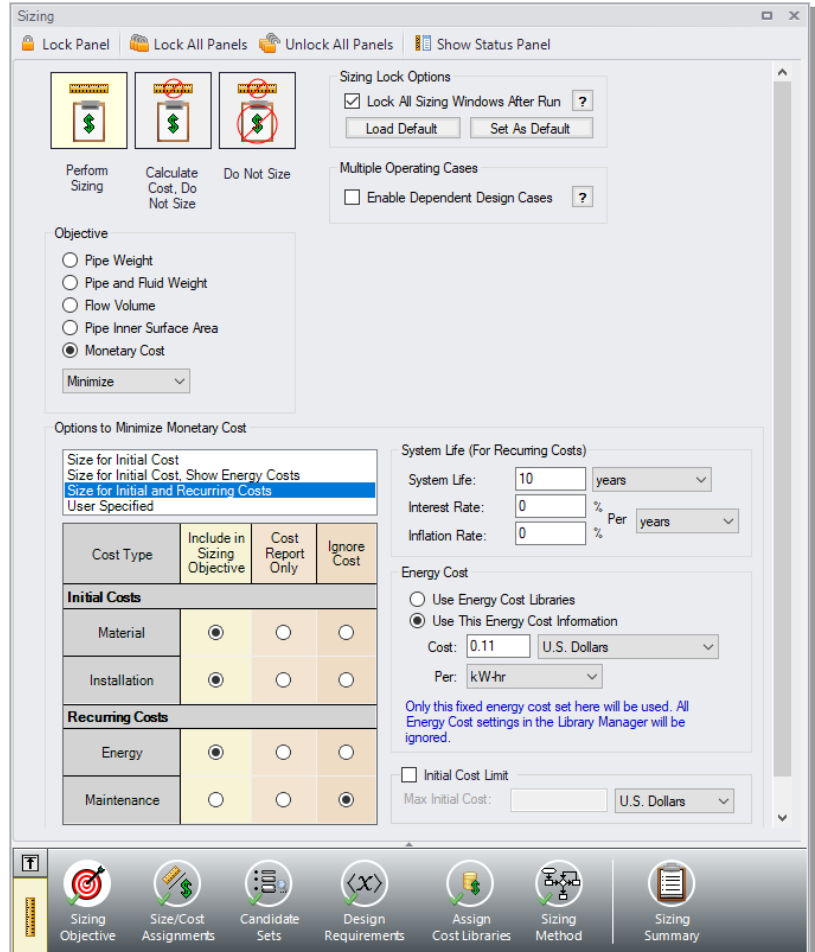 Sizing
Lock Panel
Lock All Panels
Unlock All Panels
Show Status Panel
Perform
Sizing
Calculate
Cost, Do
Not Size
Do Not Size
Sizing Lock Options
Lock All Sizing Windows After Run
?
Load Default
Set As Default
Multiple Operating Cases
Enable Dependent Design Cases
?
Objective
Pipe Weight
Pipe and Fluid Weight
Flow Volume
Pipe Inner Surface Area
Monetary Cost
Minimize
Options to Minimize Monetary Cost
Size for Initial Cost
Size for Initial Cost, Show Energy Costs
Size for Initial and Recurring Costs
User Specified
Cost Type
Include in
Sizing
Objective
Cost
Report
Only
Ignore
Cost
Initial Costs
Material
Installation
Recurring Costs
Energy
Maintenance
System Life (For Recurring Costs)
System Life: 10 years
Interest Rate: 0 %
Per years
Inflation Rate: 0 %
Energy Cost
Use Energy Cost Libraries
Use This Energy Cost Information
Cost: 0.11 U.S. Dollars
Per: kW-hr
Only this fixed energy cost set here will be used. All
Energy Cost settings in the Library Manager will be
ignored.
Initial Cost Limit
Max Initial Cost: U.S. Dollars
Sizing
Objective
Size/Cost
Assignments
Candidate
Sets
Design
Requirements
Assign
Cost Libraries
Sizing
Method
Sizing
Summary